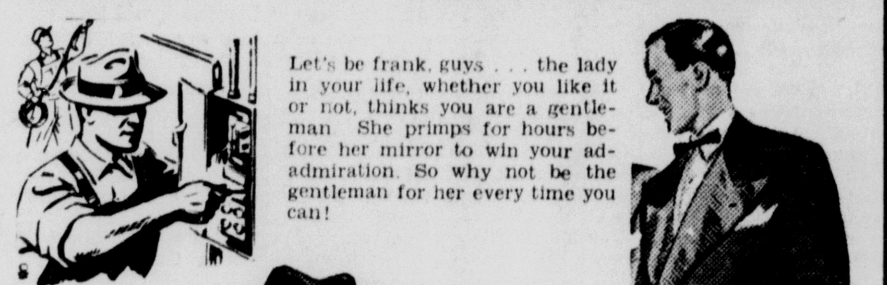 Let's be frank, guys . . . the lady
in your life, whether you like it
or not, thinks you are a gentle-
man She primps for hours be-
fore her mirror to win your ad-
admiration. So why not be the
gentleman for her every time you
can!